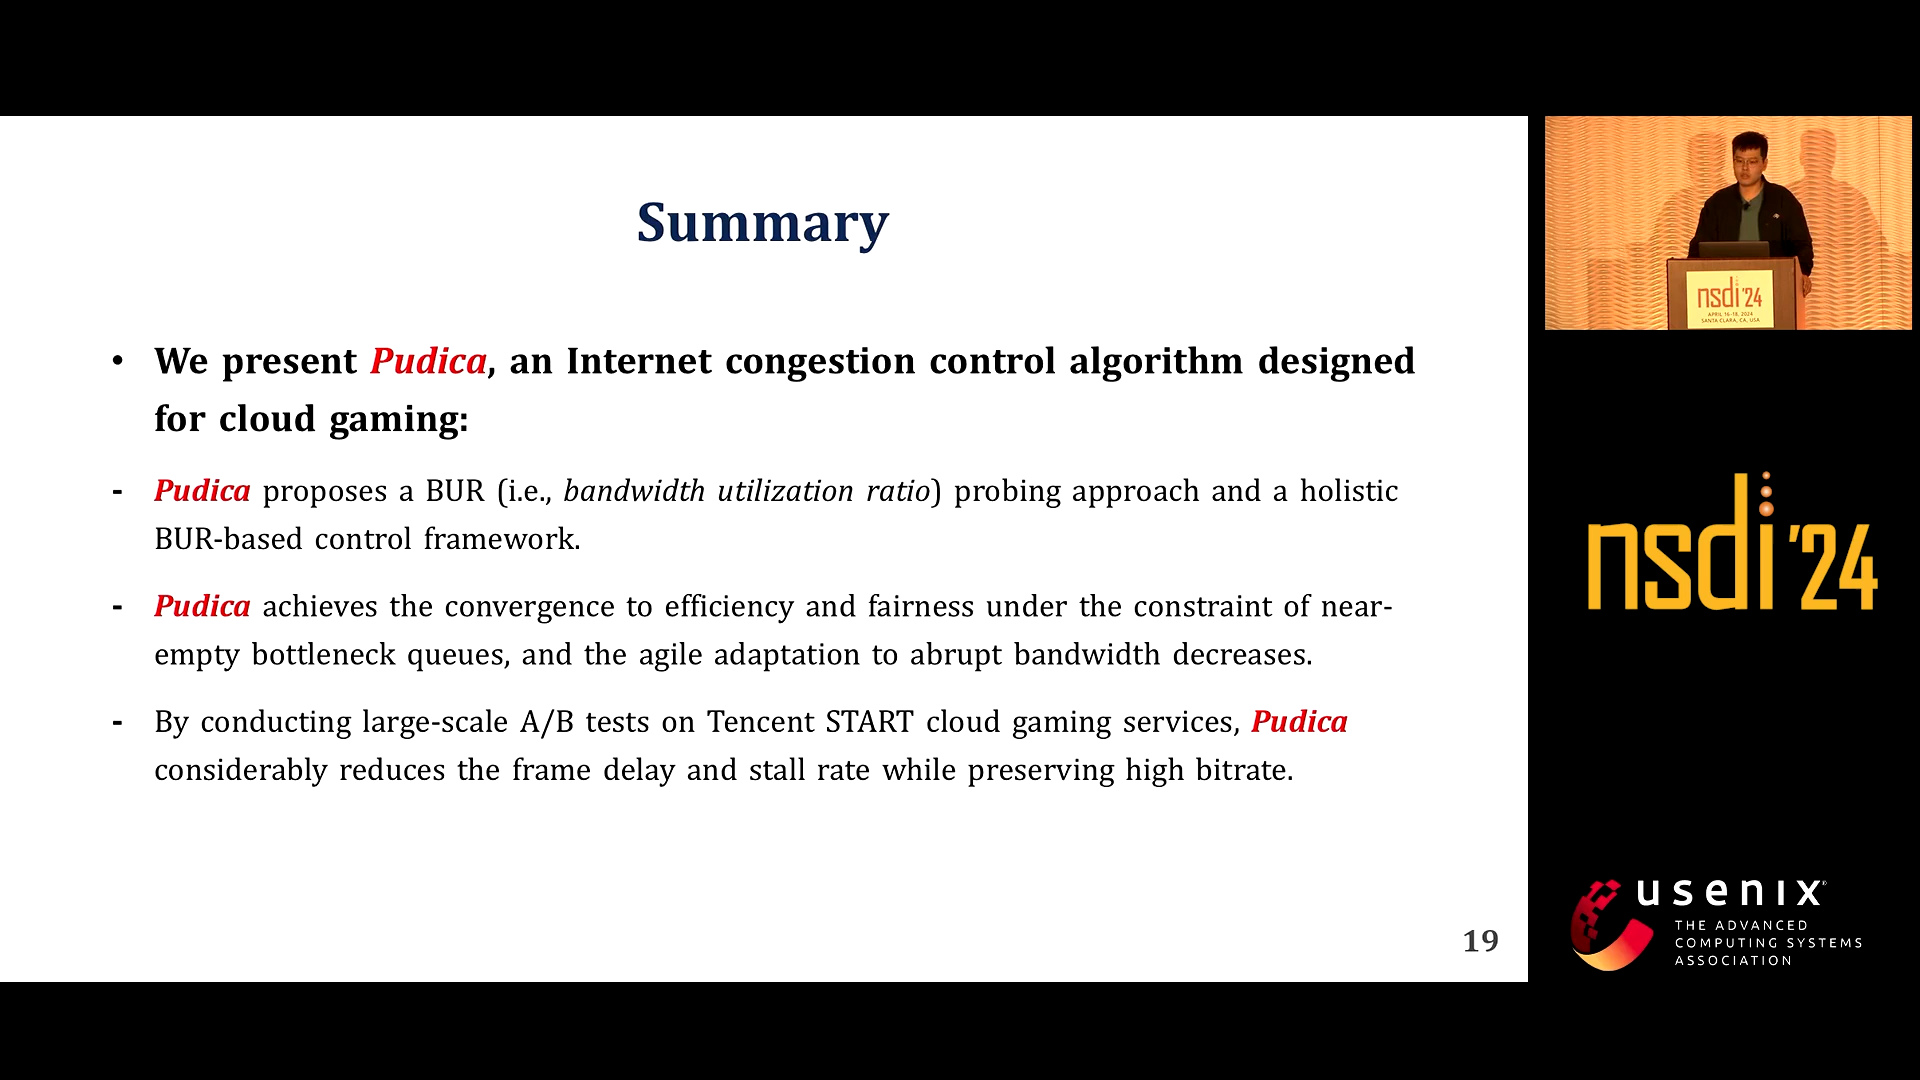 Summary
• We present Pudica, an Internet congestion control algorithm designed
for cloud gaming:
- Pudica proposes a BUR (i.e., bandwidth utilization ratio) probing approach and a holistic
BUR-based control framework.
- Pudica achieves the convergence to efficiency and fairness under the constraint of near-
empty bottleneck queues, and the agile adaptation to abrupt bandwidth decreases.
- By conducting large-scale A/B tests on Tencent START cloud gaming services, Pudica
considerably reduces the frame delay and stall rate while preserving high bitrate.
19
nsdi '24
APRIL 16-18, 2024
SANTA CLARA, CA, USA
nsdi '24
usenix®
THE ADVANCED
COMPUTING SYSTEMS
ASSOCIATION